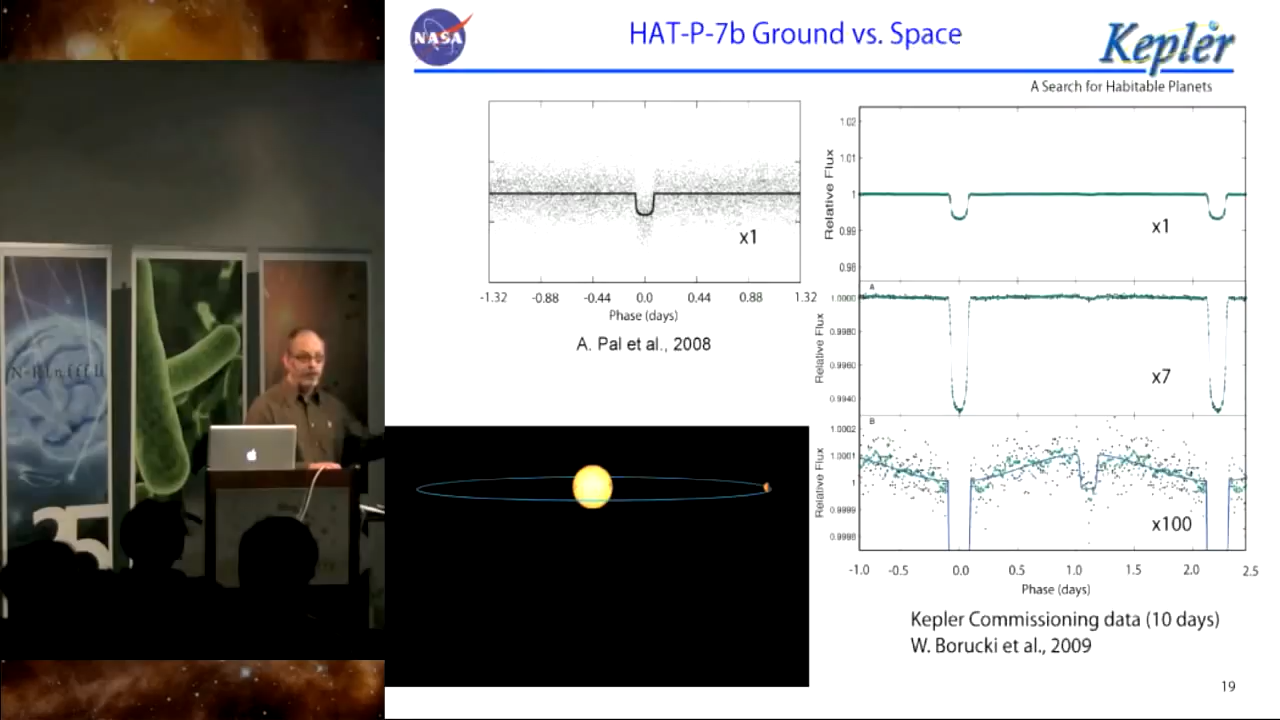 NASA
HAT-P-7b Ground vs. Space
Kepler
A Search for Habitable Planets
x1
-1.32 -0.88 -0.44 0.0 0.44 0.88 1.32
Phase (days)
A. Pal et al., 2008
Relative Flux
1.02
1.01
1
0.99
0.98
x1
Relative Flux
A
1.0000
0.9980
0.9960
0.9940
x7
Relative Flux
B
1.0002
1.0001
1
0.9999
0.9998
x100
-1.0 -0.5 0.0 0.5 1.0 1.5 2.0 2.5
Phase (days)
Kepler Commissioning data (10 days)
W. Borucki et al., 2009
19